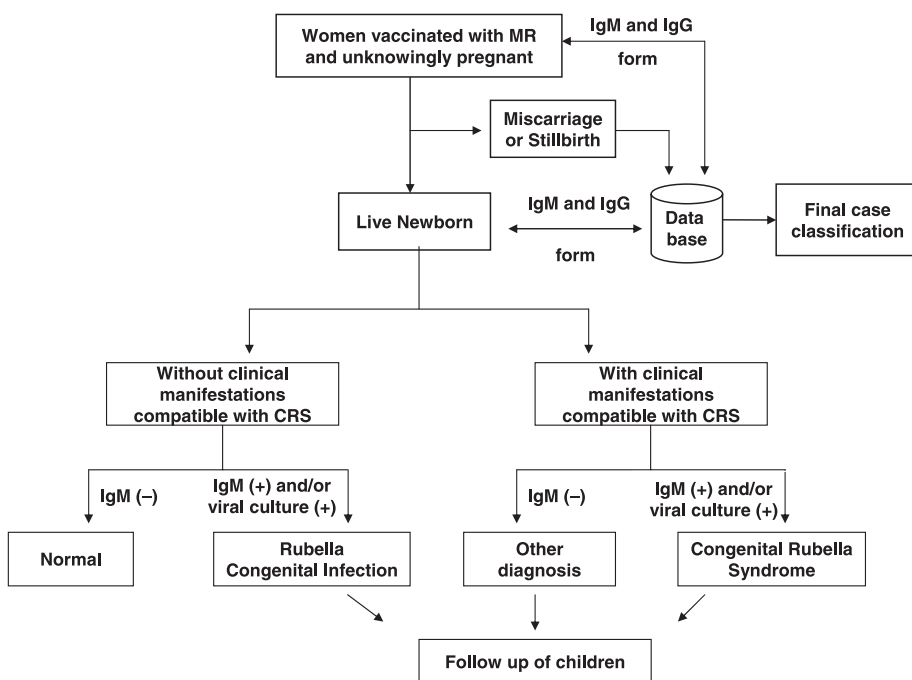 Women vaccinated with MR
and unknowingly pregnant
IgM and IgG
form
Miscarriage
or Stillbirth
Live Newborn
IgM and IgG
form
Data
base
Final case
classification
Without clinical
manifestations
compatible with CRS
With clinical
manifestations
compatible with CRS
IgM (–)
IgM (+) and/or
viral culture (+)
IgM (–)
IgM (+) and/or
viral culture (+)
Normal
Rubella
Congenital Infection
Other
diagnosis
Congenital Rubella
Syndrome
Follow up of children